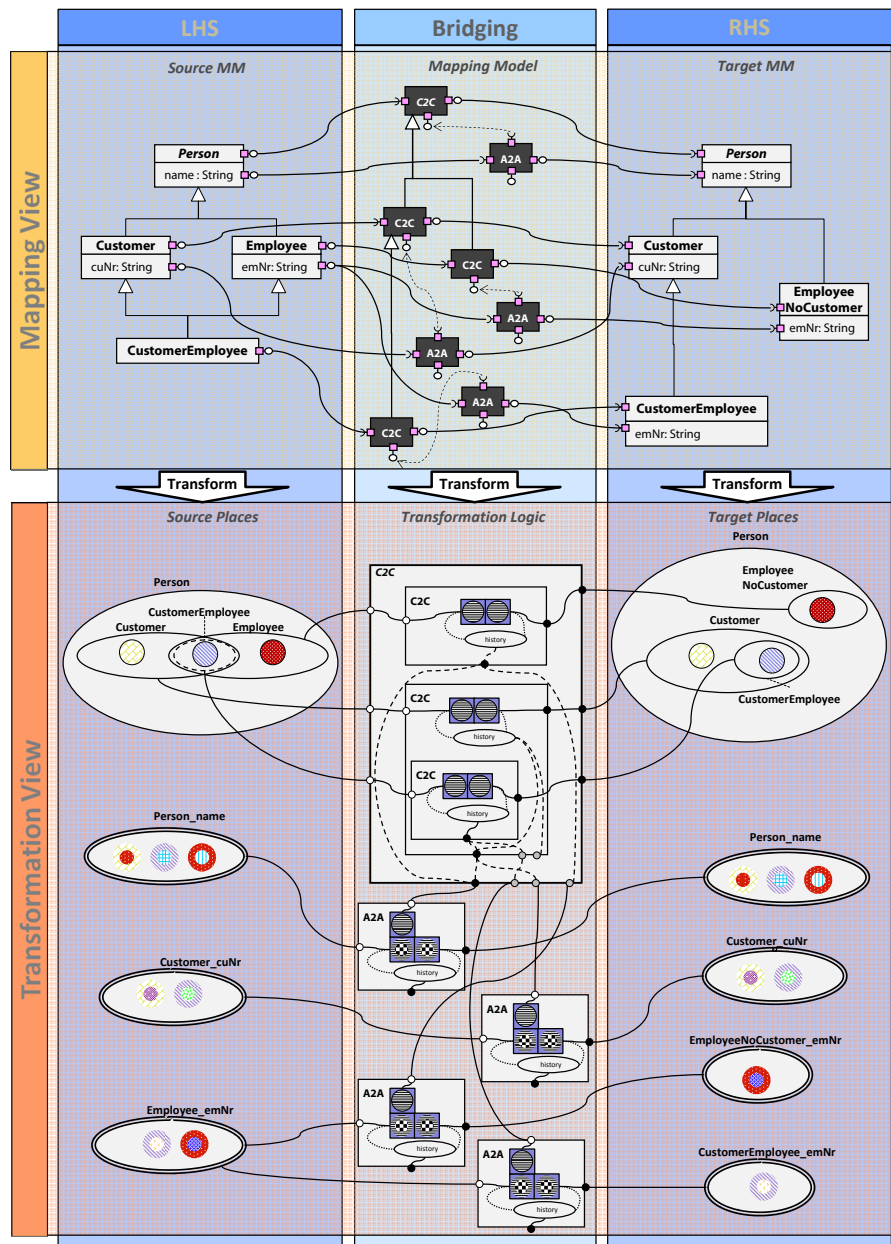 LHS
Bridging
RHS
Mapping View
Source MM
Mapping Model
Target MM
C2C
Person
name : String
A2A
Person
name: String
Customer
cuNr: String
Employee
emNr: String
C2C
C2C
Customer
cuNr: String
Employee
NoCustomer
emNr: String
A2A
A2A
CustomerEmployee
A2A
C2C
CustomerEmployee
emNr: String
Transform
Transform
Transform
Transformation View
Source Places
Transformation Logic
Target Places
Person
CustomerEmployee
Customer
Employee
C2C
C2C
history
C2C
history
C2C
history
Person
Employee
NoCustomer
Customer
CustomerEmployee
Person_name
Person_name
A2A
history
Customer_cuNr
Customer_cuNr
A2A
history
EmployeeNoCustomer_emNr
Employee_emNr
A2A
history
A2A
history
CustomerEmployee_emNr